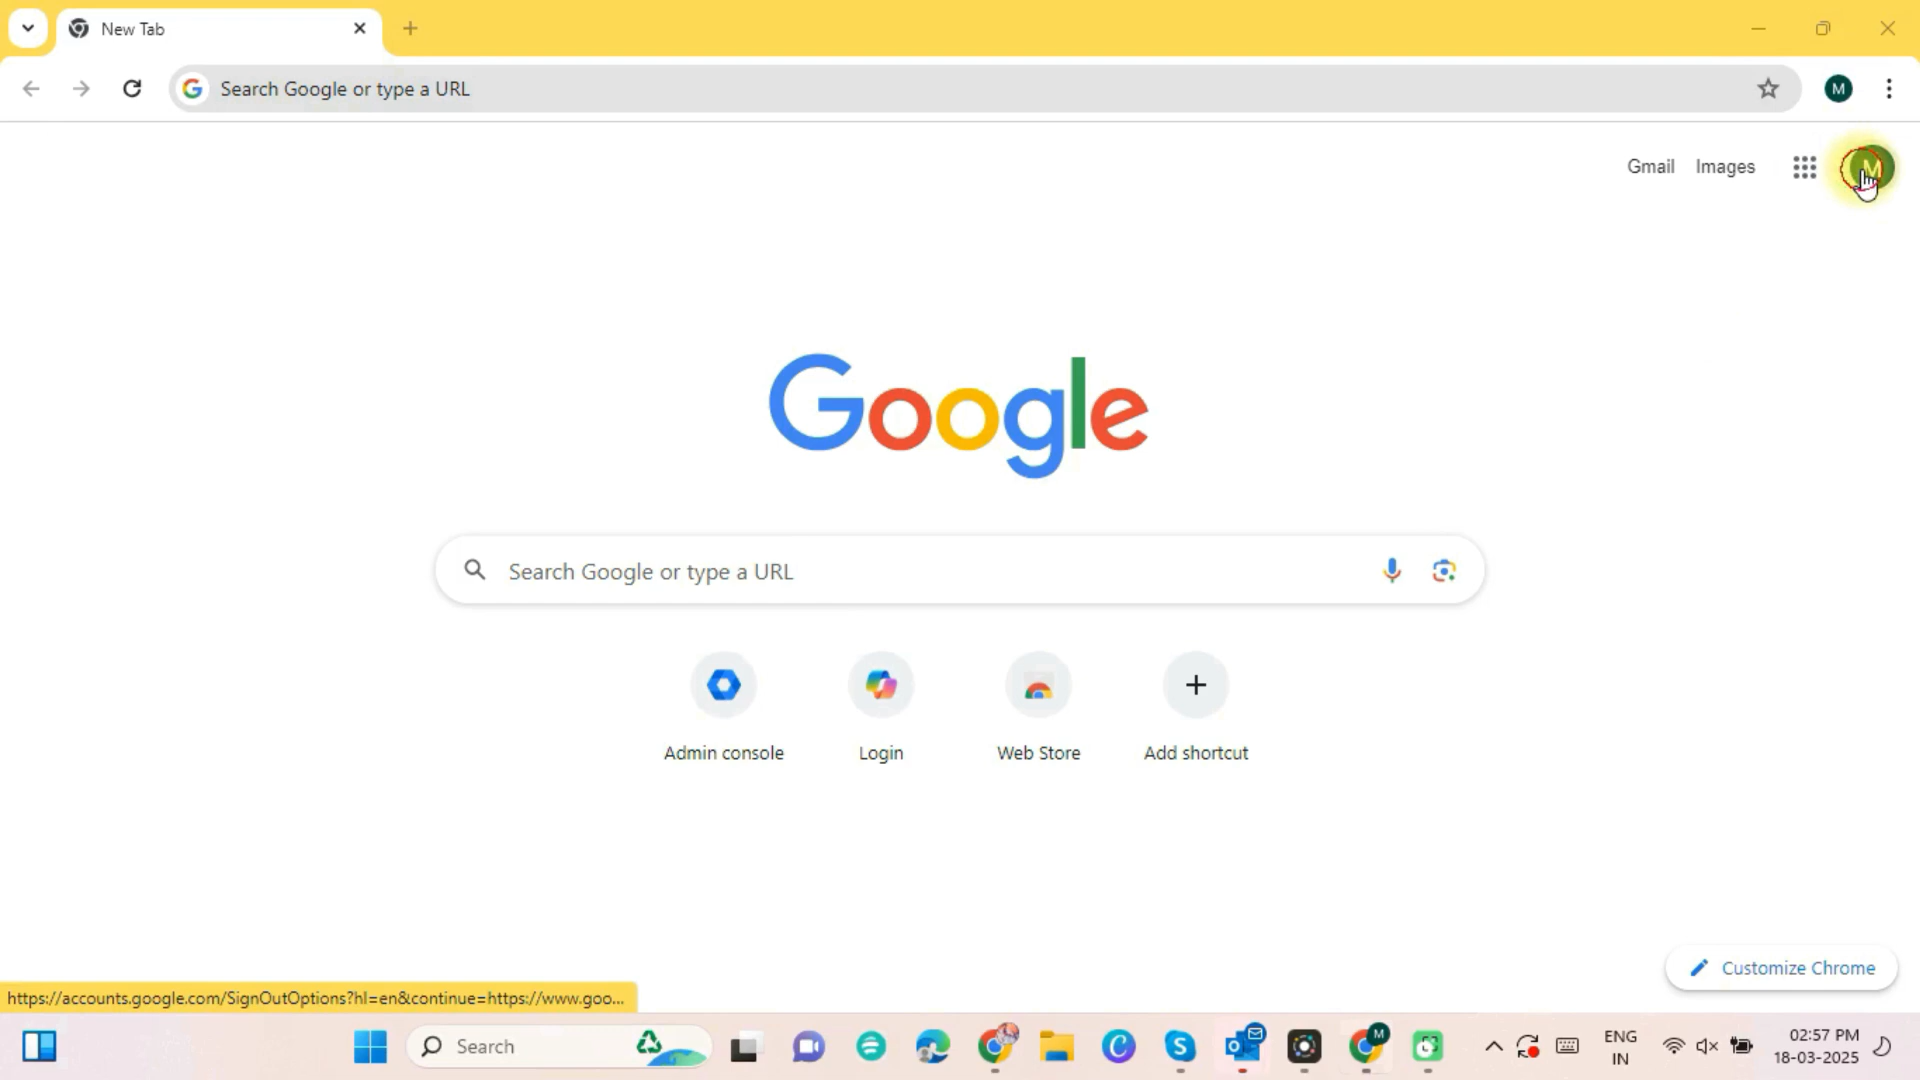 New Tab
Search Google or type a URL
M
Gmail Images
M
Google
Search Google or type a URL
Admin console Login Web Store Add shortcut
Customize Chrome
https://accounts.google.com/SignOutOptions?hl=en&continue=https://www.goo...
Search
M
ENG
IN
02:57 PM
18-03-2025